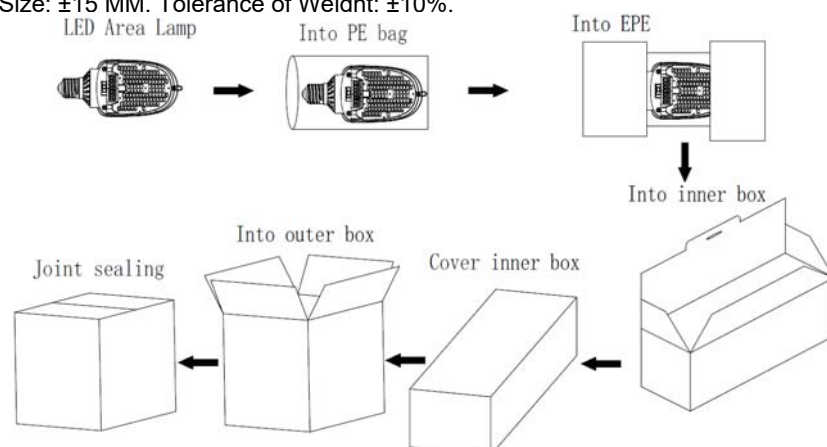 Size: ±15 MM. Tolerance of Weight: ±10%.
LED Area Lamp
Into PE bag
Into EPE
Into inner box
Into outer box
Cover inner box
Joint sealing